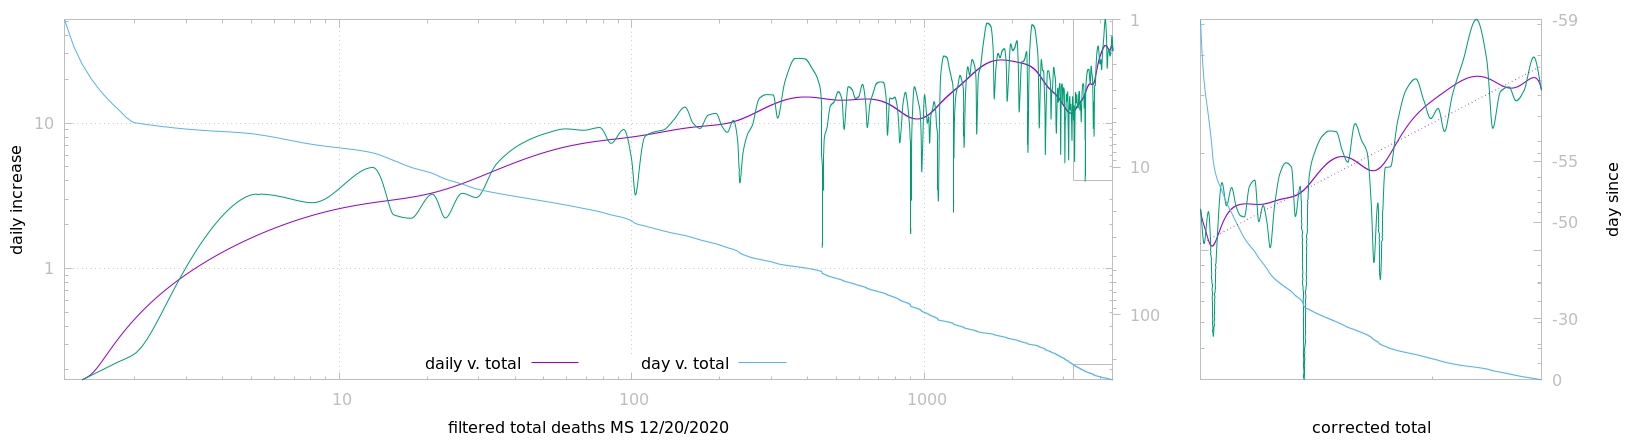 daily increase
10
1
daily v. total
day v. total
10
100
1000
filtered total deaths MS 12/20/2020
1
10
100
-59
-55
-50
-30
0
day since
corrected total